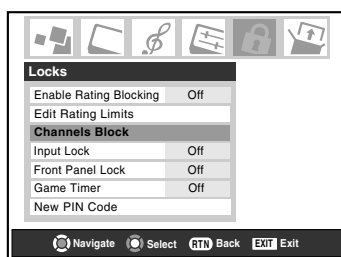 Locks
Enable Rating Blocking Off
Edit Rating Limits
Channels Block
Input Lock Off
Front Panel Lock Off
Game Timer Off
New PIN Code
Navigate Select RTN Back EXIT Exit